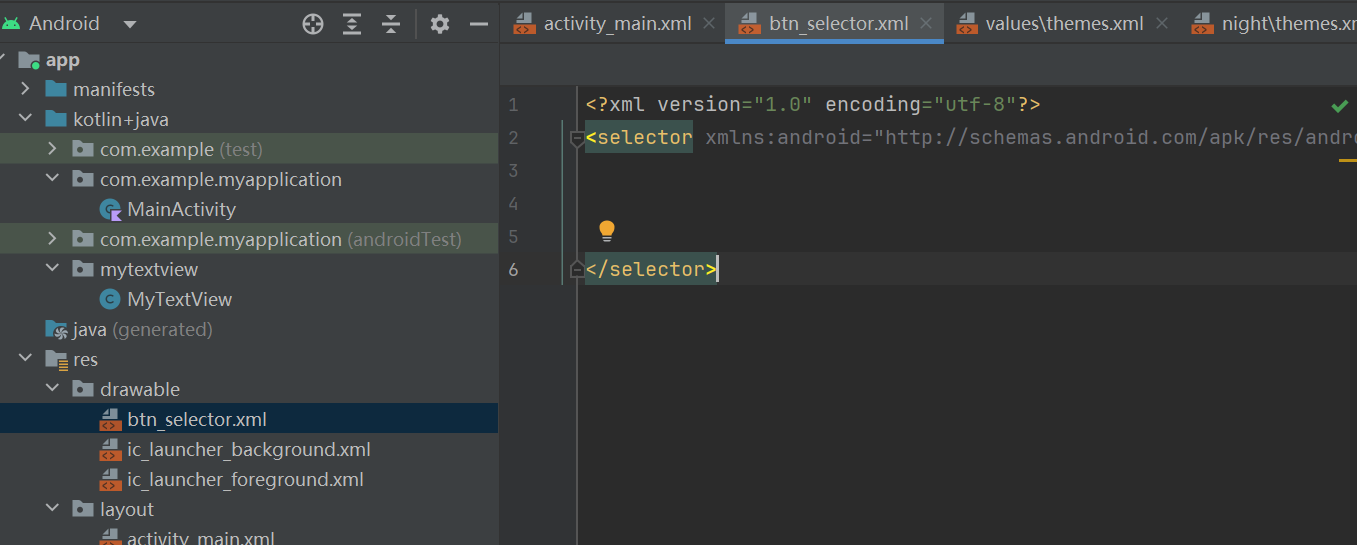 Android
app
manifests
kotlin+java
com.example (test)
com.example.myapplication
MainActivity
com.example.myapplication (androidTest)
mytextview
MyTextView
java (generated)
res
drawable
btn_selector.xml
ic_launcher_background.xml
ic_launcher_foreground.xml
layout
activity_main.xml
activity_main.xml
btn_selector.xml
values\themes.xml
night\themes.xm
1 <?xml version="1.0" encoding="utf-8"?>
2 <selector xmlns:android="http://schemas.android.com/apk/res/andro
3
4
5
6 </selector>